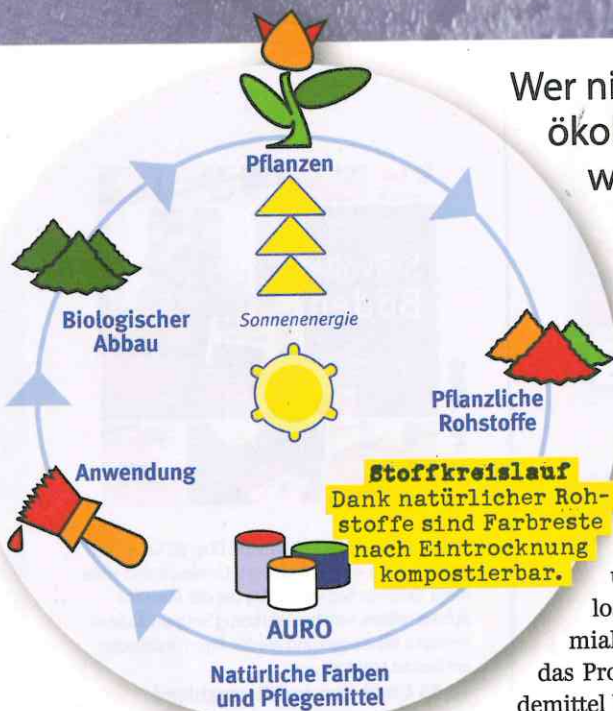 Wer ni
öko
w
Pflanzen
Sonnenenergie
Biologischer
Abbau
Pflanzliche
Rohstoffe
Anwendung
Stoffkreislauf
Dank natürlicher Roh-
stoffe sind Farbreste
nach Eintrocknung
kompostierbar.
AURO
Natürliche Farben
und Pflegemittel
lo
mial
das Pro
demittel